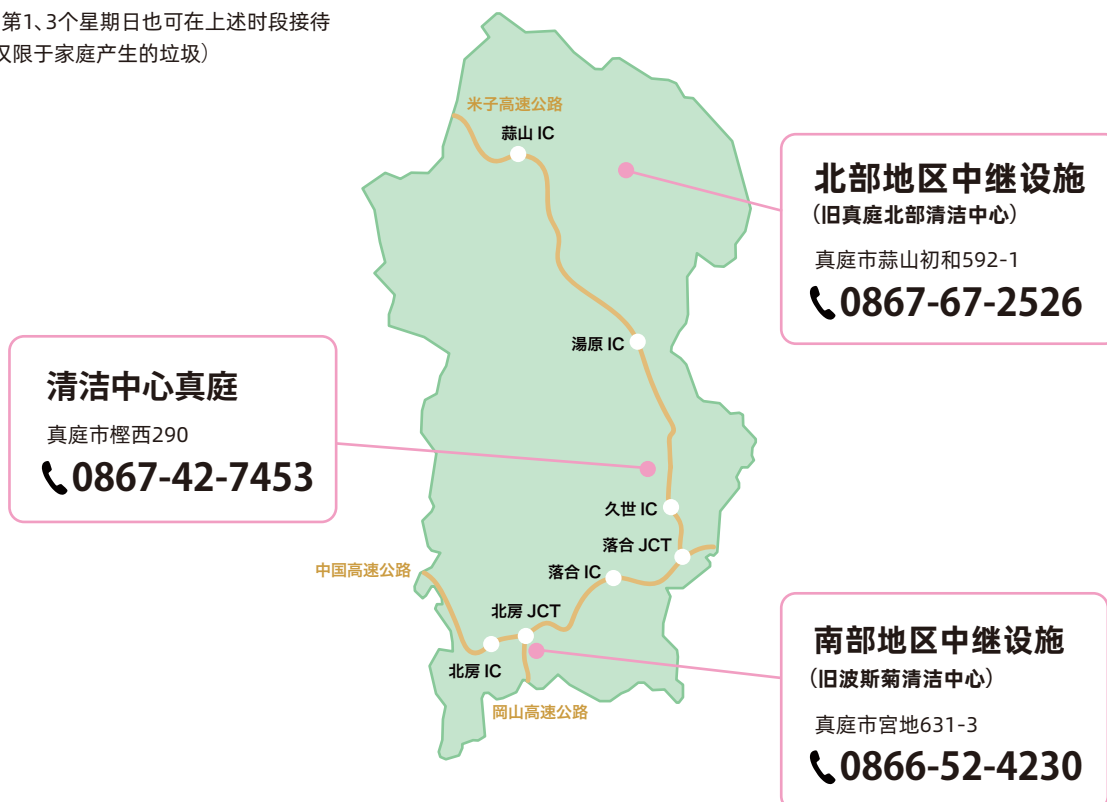 第1、3个星期日也可在上述时段接待
仅限于家庭产生的垃圾）
米子高速公路
蒜山 IC
北部地区中继设施
（旧真庭北部清洁中心）
真庭市蒜山初和592-1
0867-67-2526
湯原 IC
清洁中心真庭
真庭市樫西290
0867-42-7453
久世 IC
落合 JCT
中国高速公路
落合 IC
北房 JCT
北房 IC
岡山高速公路
南部地区中继设施
（旧波斯菊清洁中心）
真庭市宮地631-3
0866-52-4230